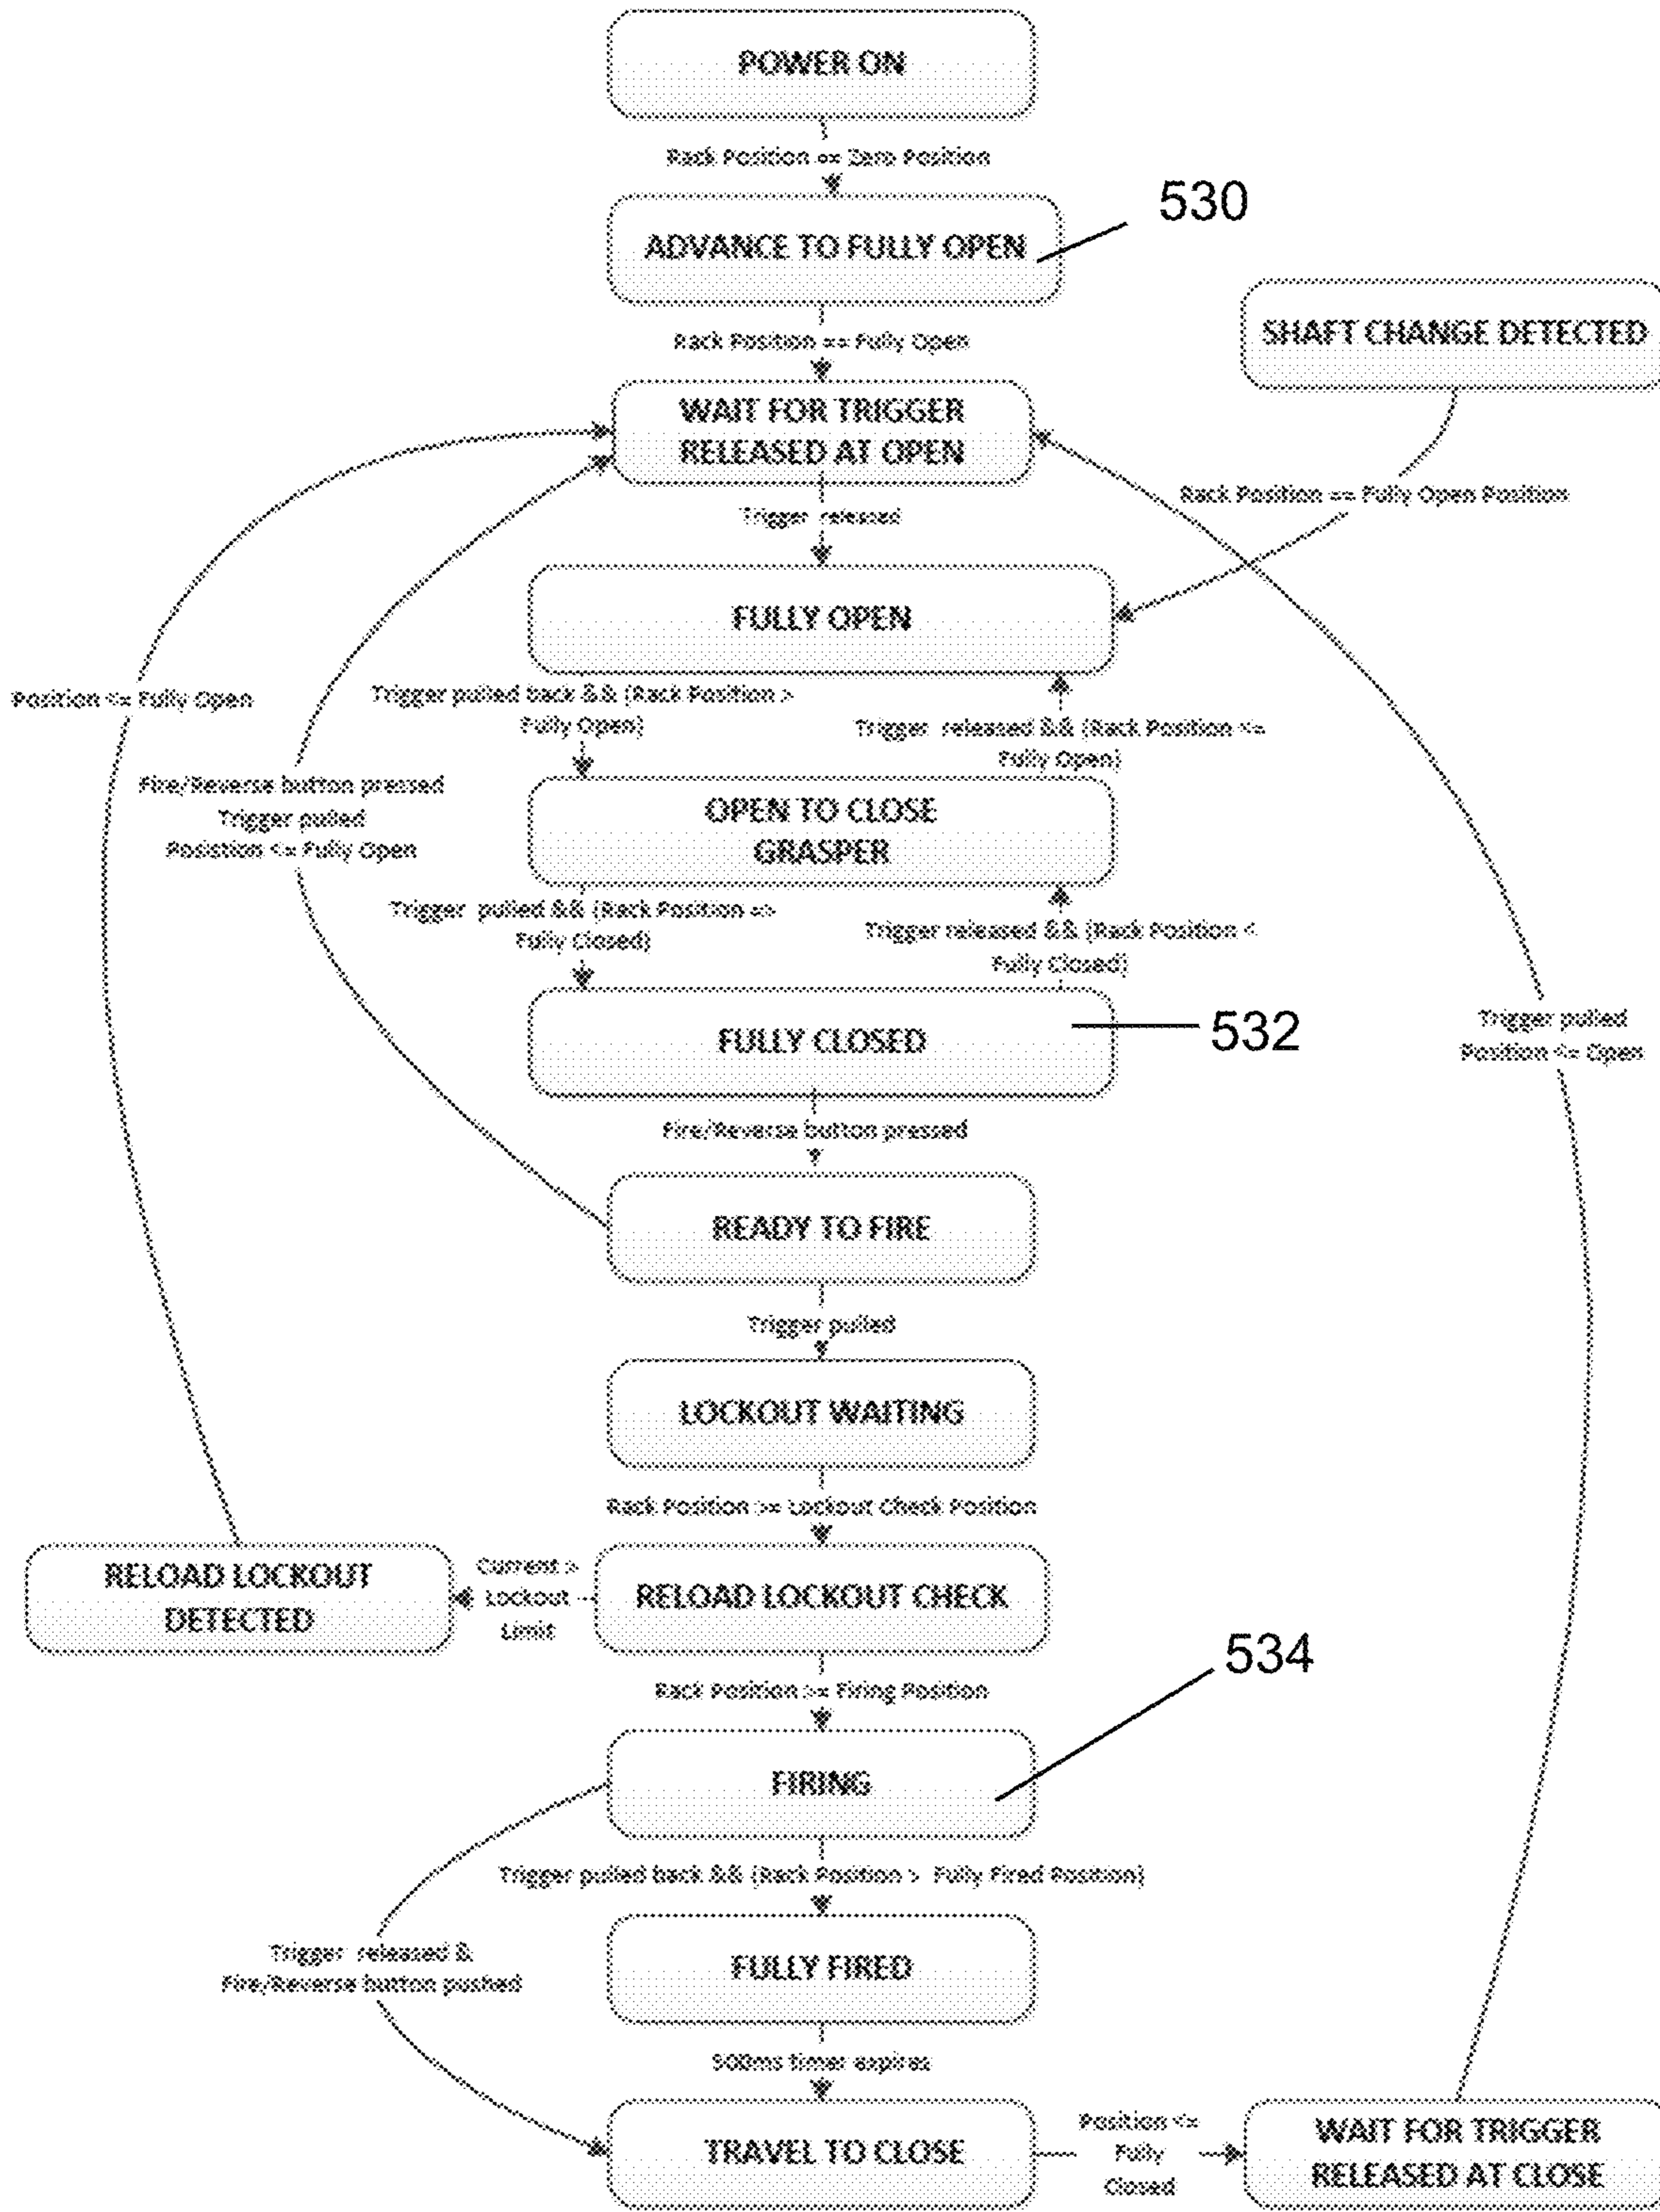 POWER ON
Rack Position == Zero Position
530
ADVANCE TO FULLY OPEN
SHAFT CHANGE DETECTED
Rack Position == Fully Open
WAIT FOR TRIGGER
RELEASED AT OPEN
Rack Position == Fully Open Position
Trigger released
FULLY OPEN
Position <= Fully Open
Trigger pulled back && (Rack Position >
Fully Open)
Trigger released && (Rack Position <=
Fully Open)
Fire/Reverse button pressed
Trigger pulled
Posistion <= Fully Open
OPEN TO CLOSE
GRASPER
Trigger pulled && (Rack Position =>
Fully Closed)
Trigger released && (Rack Position <
Fully Closed)
FULLY CLOSED
532
Trigger pulled
Position <= Open
Fire/Reverse button pressed
READY TO FIRE
Trigger pulled
LOCKOUT WAITING
Rack Position >= Lockout Check Position
RELOAD LOCKOUT
DETECTED
Current >
Lockout
Limit
RELOAD LOCKOUT CHECK
534
Rack Position >= Firing Position
FIRING
Trigger pulled back && (Rack Position > Fully Fired Position)
Trigger released &
Fire/Reverse button pushed
FULLY FIRED
500ms timer expires
TRAVEL TO CLOSE
Position <=
Fully
Closed
WAIT FOR TRIGGER
RELEASED AT CLOSE